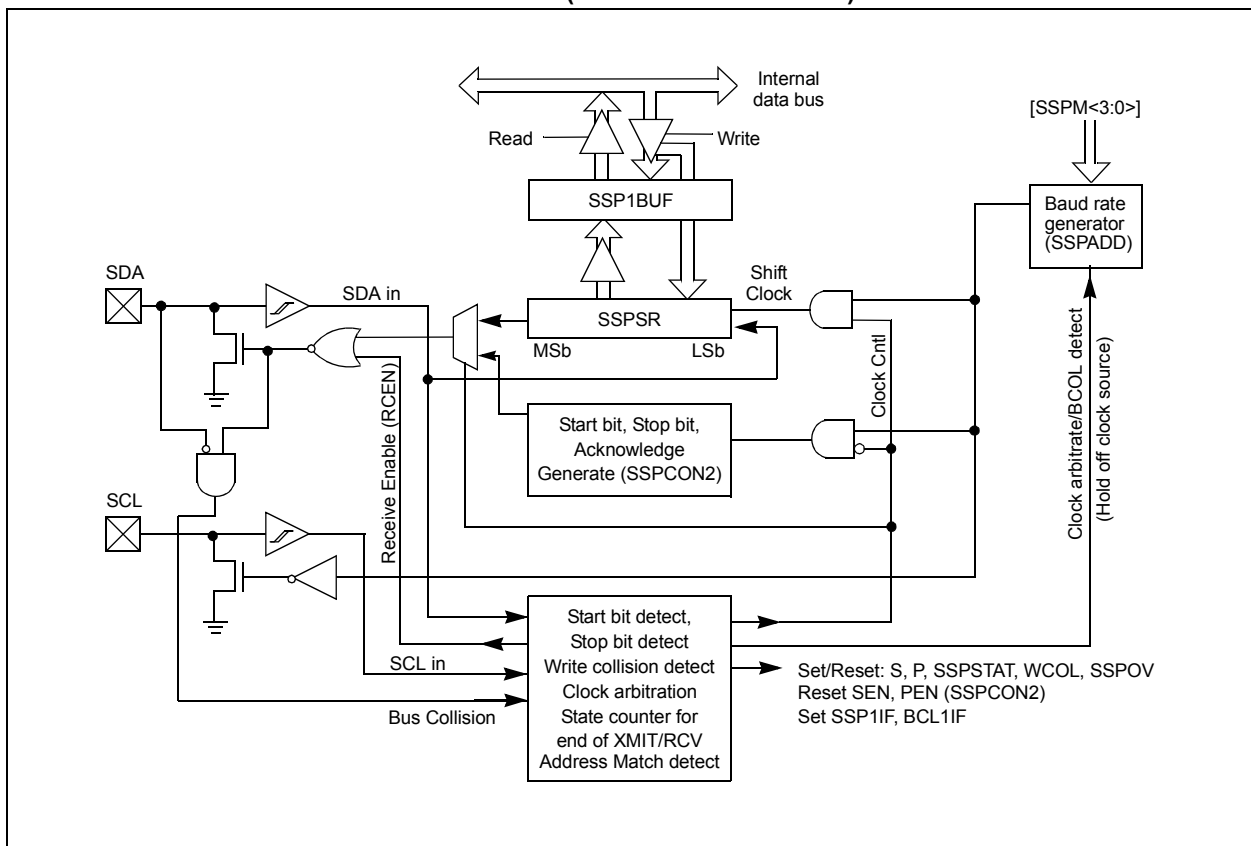 Internal
data bus
[SSPM<3:0>]
Read
Write
SSP1BUF
Baud rate
generator
(SSPADD)
SDA
Shift
Clock
SDA in
SSPSR
MSb
LSb
Clock Cntl
Clock arbitrate/BCOL detect
(Hold off clock source)
Receive Enable (RCEN)
Start bit, Stop bit,
Acknowledge
Generate (SSPCON2)
SCL
Start bit detect,
Stop bit detect
Write collision detect
Clock arbitration
State counter for
end of XMIT/RCV
Address Match detect
SCL in
Bus Collision
Set/Reset: S, P, SSPSTAT, WCOL, SSPOV
Reset SEN, PEN (SSPCON2)
Set SSP1IF, BCL1IF